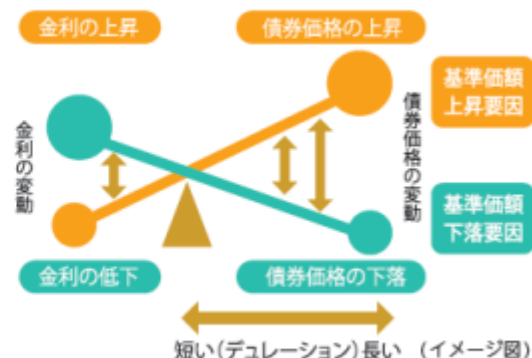 金利の上昇
債券価格の上昇
基準価額
上昇要因
金利の変動
債券価格の変動
基準価額
下落要因
金利の低下
債券価格の下落
短い(デュレーション)長い (イメージ図)